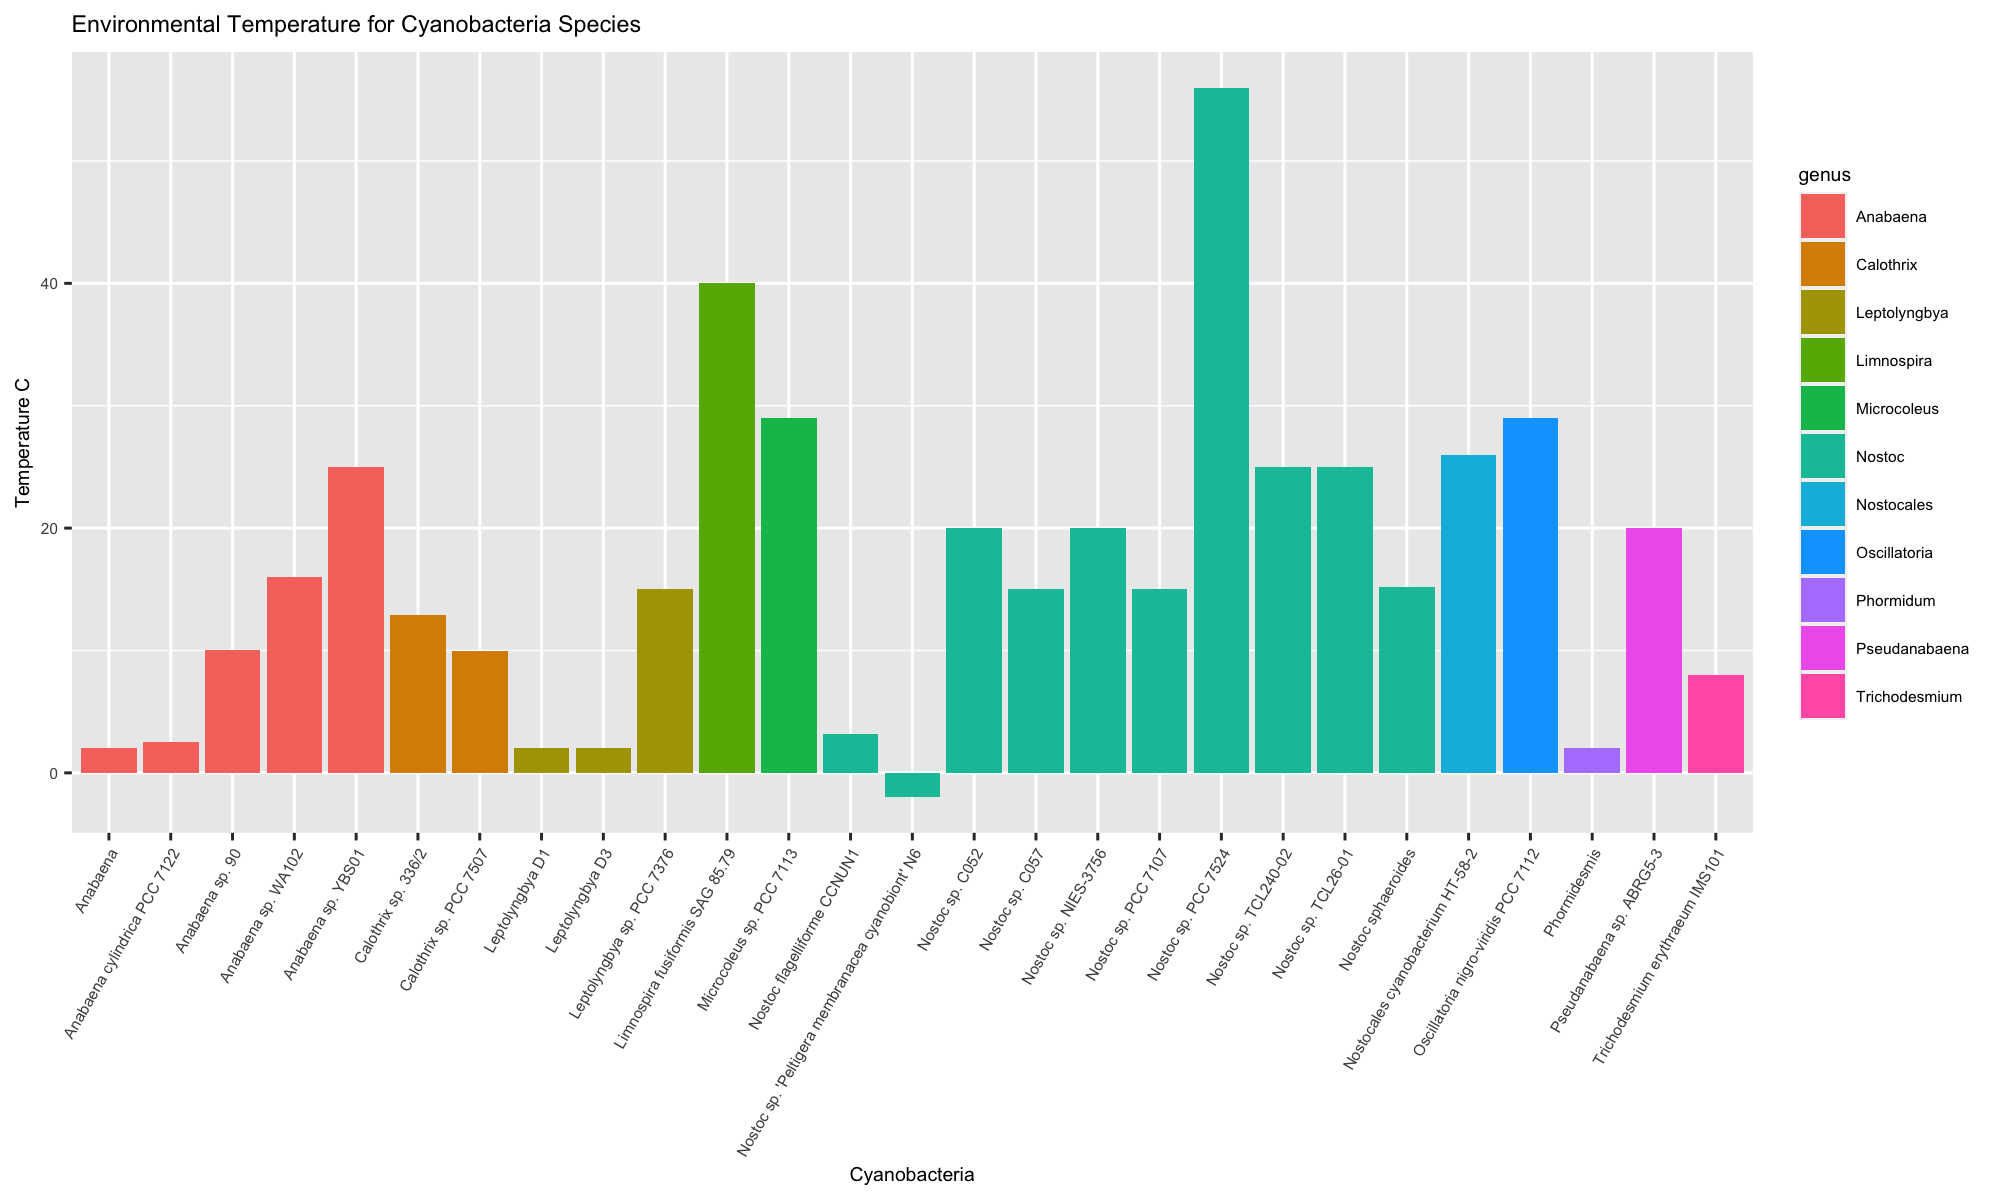 Environmental Temperature for Cyanobacteria Species
Temperature C
40
20
0
Anabaena
Anabaena cylindrica PCC 7122
Anabaena sp. 90
Anabaena sp. WA102
Anabaena sp. YBS01
Calothrix sp. 336/2
Calothrix sp. PCC 7507
Leptolyngbya D1
Leptolyngbya D3
Leptolyngbya sp. PCC 7376
Limnospira fusiformis SAG 85.79
Microcoleus sp. PCC 7113
Nostoc flagelliforme CCNUN1
Nostoc sp. 'Peltigera membranacea cyanobiont' N6
Nostoc sp. C052
Nostoc sp. C057
Nostoc sp. NIES-3756
Nostoc sp. PCC 7107
Nostoc sp. PCC 7524
Nostoc sp. TCL240-02
Nostoc sp. TCL26-01
Nostoc sphaeroides
Nostocales cyanobacterium HT-58-2
Oscillatoria nigro-viridis PCC 7112
Phormidesmis
Pseudanabaena sp. ABRG5-3
Trichodesmium erythraeum IMS101
Cyanobacteria
genus
Anabaena
Calothrix
Leptolyngbya
Limnospira
Microcoleus
Nostoc
Nostocales
Oscillatoria
Phormidum
Pseudanabaena
Trichodesmium